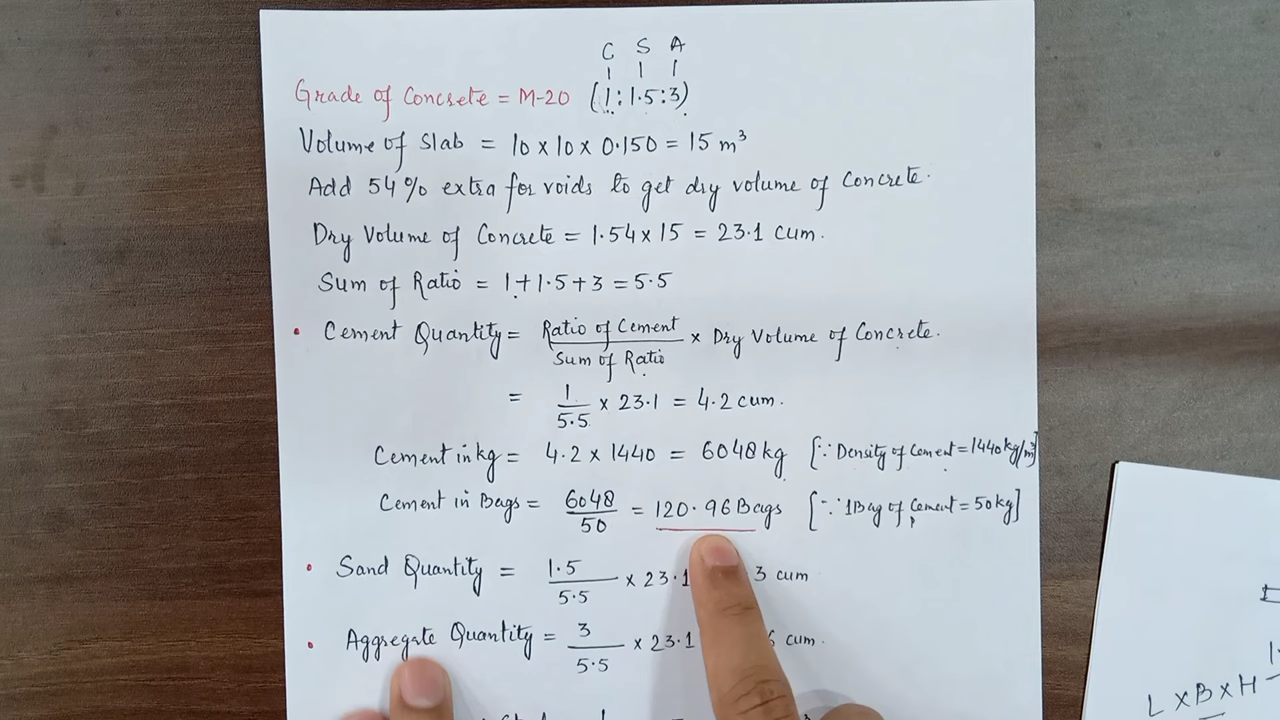 C S A
Grade of Concrete = M-20 (1:1.5:3)
Volume of Slab = 10 x 10 x 0.150 = 15 m³
Add 54% extra for voids to get dry volume of Concrete.
Dry Volume of Concrete = 1.54 x 15 = 23.1 cum.
Sum of Ratio = 1+1.5+3 = 5.5
• Cement Quantity = Ratio of Cement / Sum of Ratio x Dry Volume of Concrete.
= 1 / 5.5 x 23.1 = 4.2 cum.
Cement in kg = 4.2 x 1440 = 6048 kg [∵ Density of Cement = 1440 kg/m³]
Cement in Bags = 6048 / 50 = 120.96 Bags [∵ 1 Bag of Cement = 50 kg]
• Sand Quantity = 1.5 / 5.5 x 23.1 3 cum
• Aggregate Quantity = 3 / 5.5 x 23.1 cum.
L x B x H